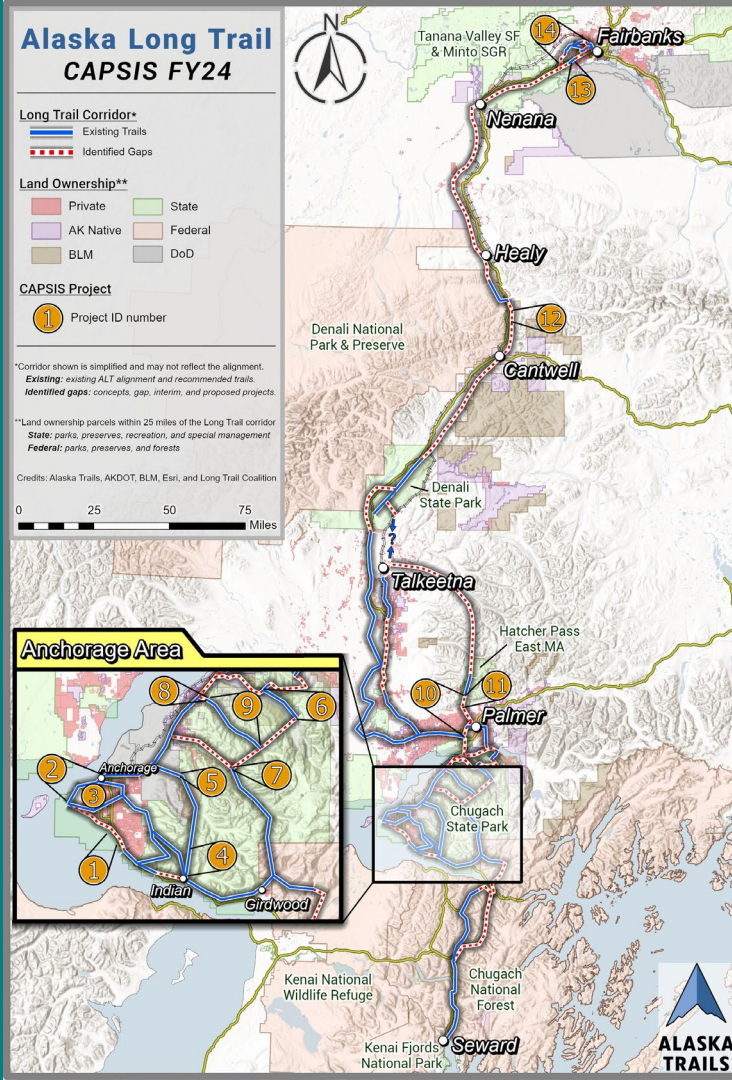 Alaska Long Trail
CAPSIS FY24
Long Trail Corridor*
Existing Trails
Identified Gaps
Land Ownership**
Private
State
AK Native
Federal
BLM
DoD
CAPSIS Project
1
Project ID number
*Corridor shown is simplified and may not reflect the alignment.
Existing: existing ALT alignment and recommended trails.
Identified gaps: concepts, gap, interim, and proposed projects.
**Land ownership parcels within 25 miles of the Long Trail corridor
State: parks, preserves, recreation, and special management
Federal: parks, preserves, and forests
Credits: Alaska Trails, AKDOT, BLM, Esri, and Long Trail Coalition
0 25 50 75
Miles
N
Tanana Valley SF
& Minto SGR
14
Fairbanks
13
Nenana
Healy
12
Denali National
Park & Preserve
Cantwell
Denali
State Park
?
Talkeetna
Hatcher Pass
East MA
10
11
Palmer
Chugach
State Park
Anchorage Area
8
9
6
2
Anchorage
3
5
7
1
4
Indian
Girdwood
Kenai National
Wildlife Refuge
Chugach
National
Forest
Kenai Fjords
National Park
Seward
ALASKA
TRAILS